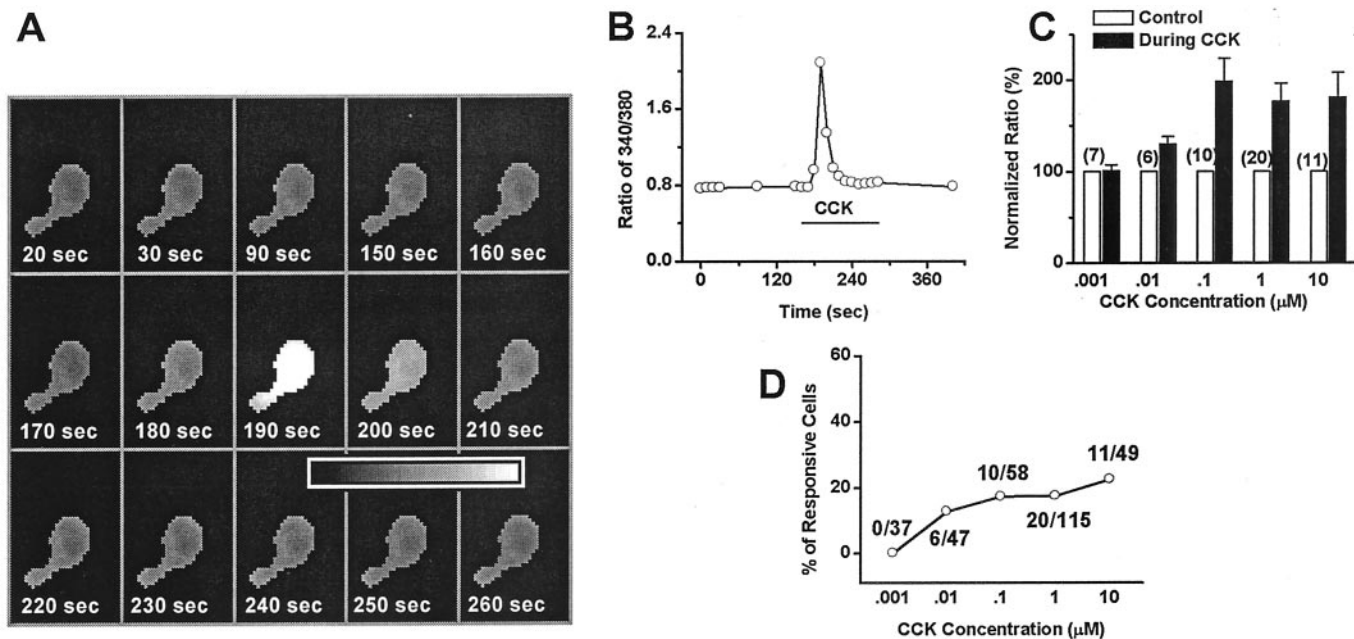 A
20 sec
30 sec
90 sec
150 sec
160 sec
170 sec
180 sec
190 sec
200 sec
210 sec
220 sec
230 sec
240 sec
250 sec
260 sec
B
Ratio of 340/380
2.4
1.6
0.8
0.0
CCK
0
120
240
360
Time (sec)
C
Control
During CCK
Normalized Ratio (%)
200
100
0
(7)
(6)
(10)
(20)
(11)
.001
.01
.1
1
10
CCK Concentration (µM)
D
% of Responsive Cells
60
40
20
0
0/37
6/47
10/58
20/115
11/49
.001
.01
.1
1
10
CCK Concentration (µM)